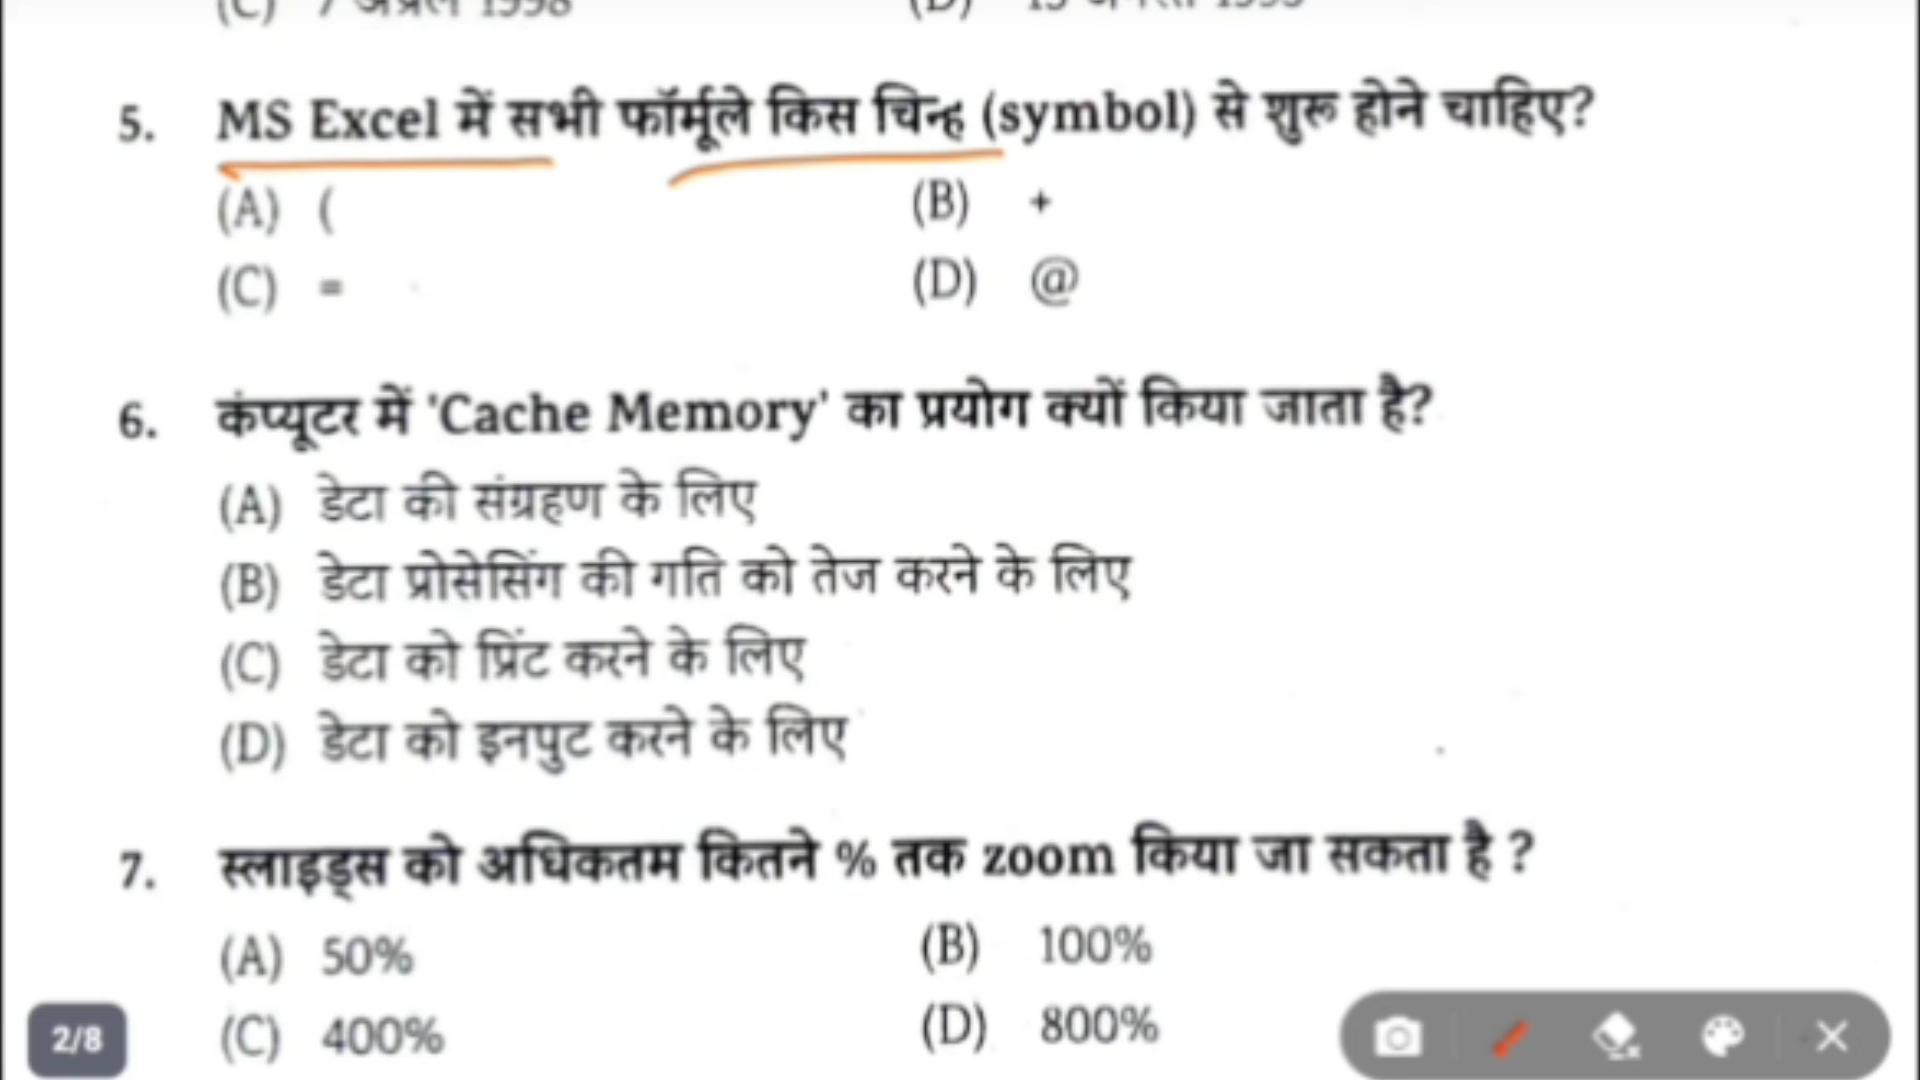 5. MS Excel में सभी फॉर्मूले किस चिन्ह (symbol) से शुरू होने चाहिए?
(A) ( (B) +
(C) = (D) @
6. कंप्यूटर में 'Cache Memory' का प्रयोग क्यों किया जाता है?
(A) डेटा की संग्रहण के लिए
(B) डेटा प्रोसेसिंग की गति को तेज करने के लिए
(C) डेटा को प्रिंट करने के लिए
(D) डेटा को इनपुट करने के लिए
7. स्लाइड्स को अधिकतम कितने % तक zoom किया जा सकता है ?
(A) 50% (B) 100%
(C) 400% (D) 800%
2/8